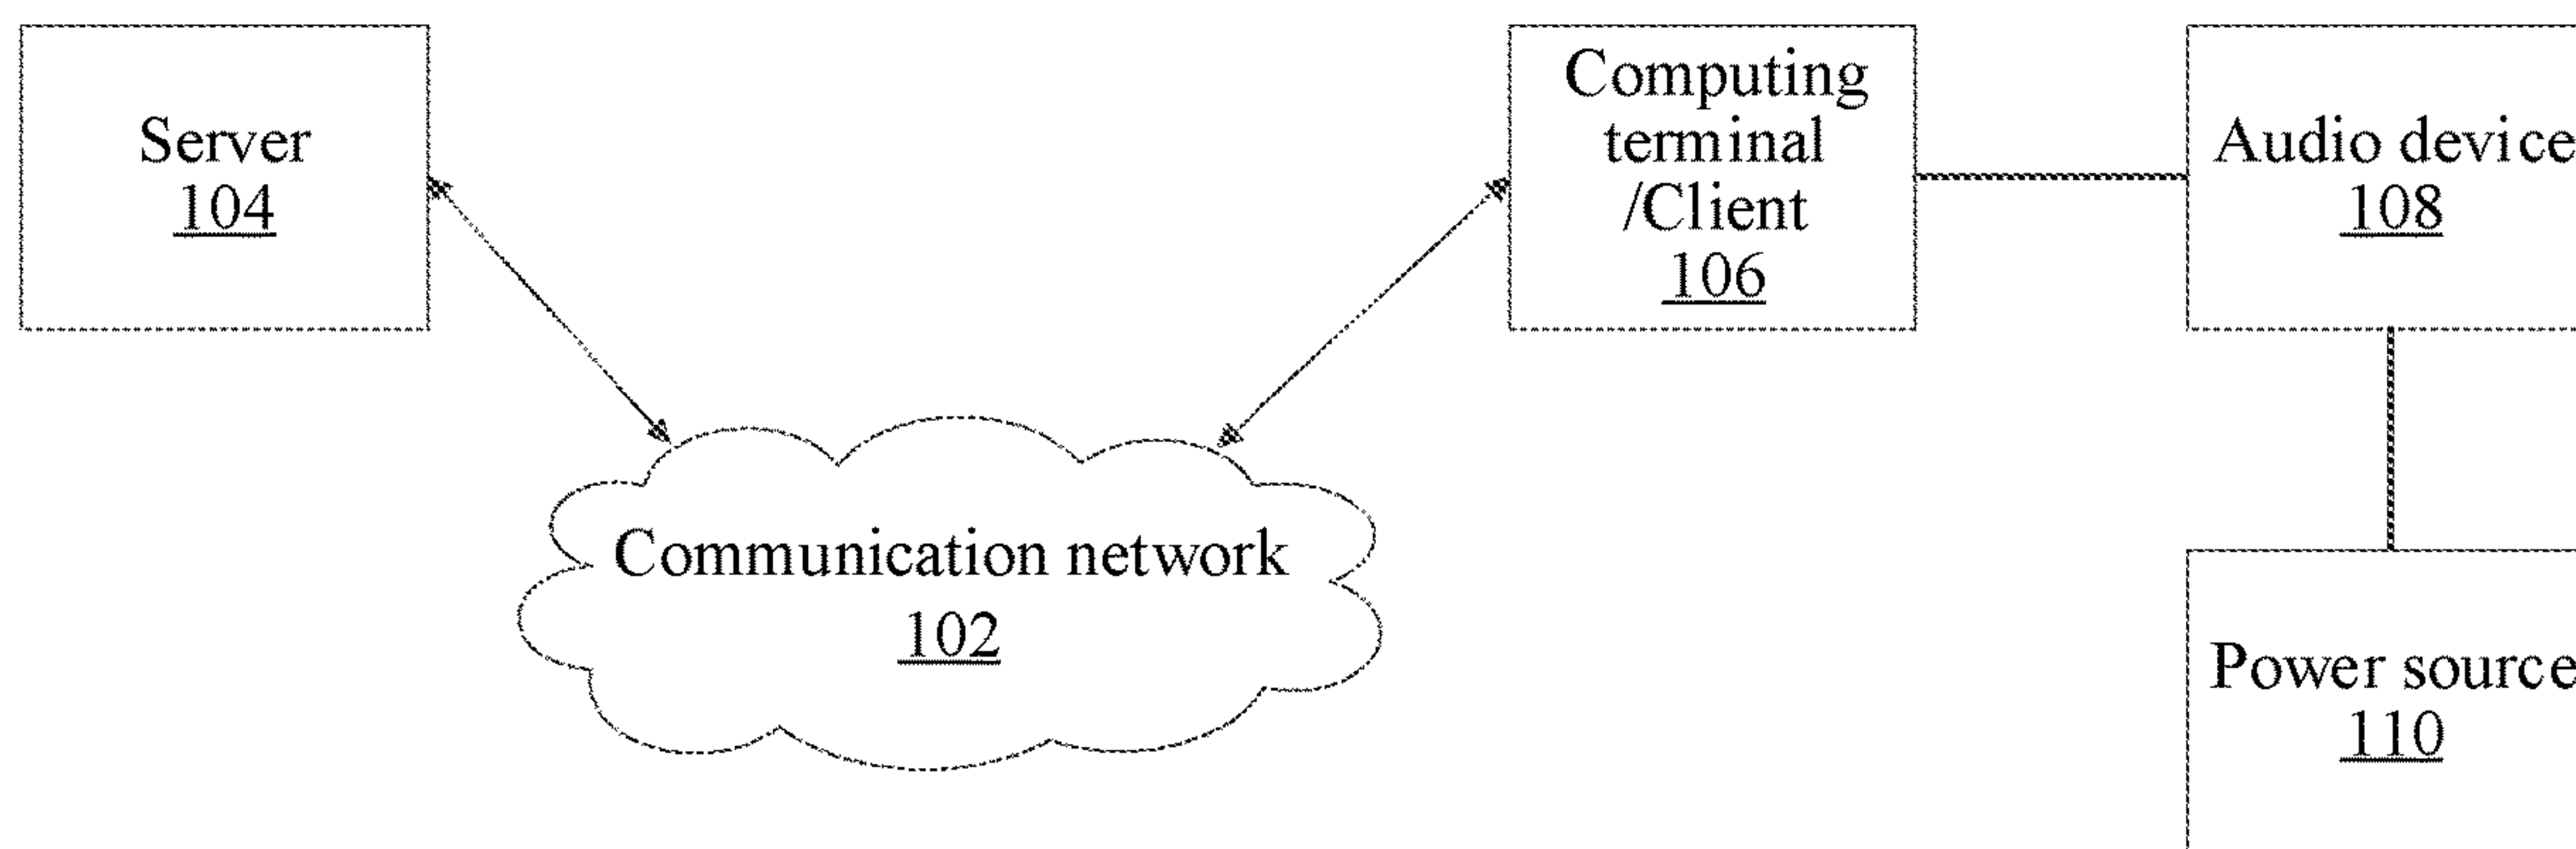 Server
104
Computing
terminal
/Client
106
Audio device
108
Communication network
102
Power source
110